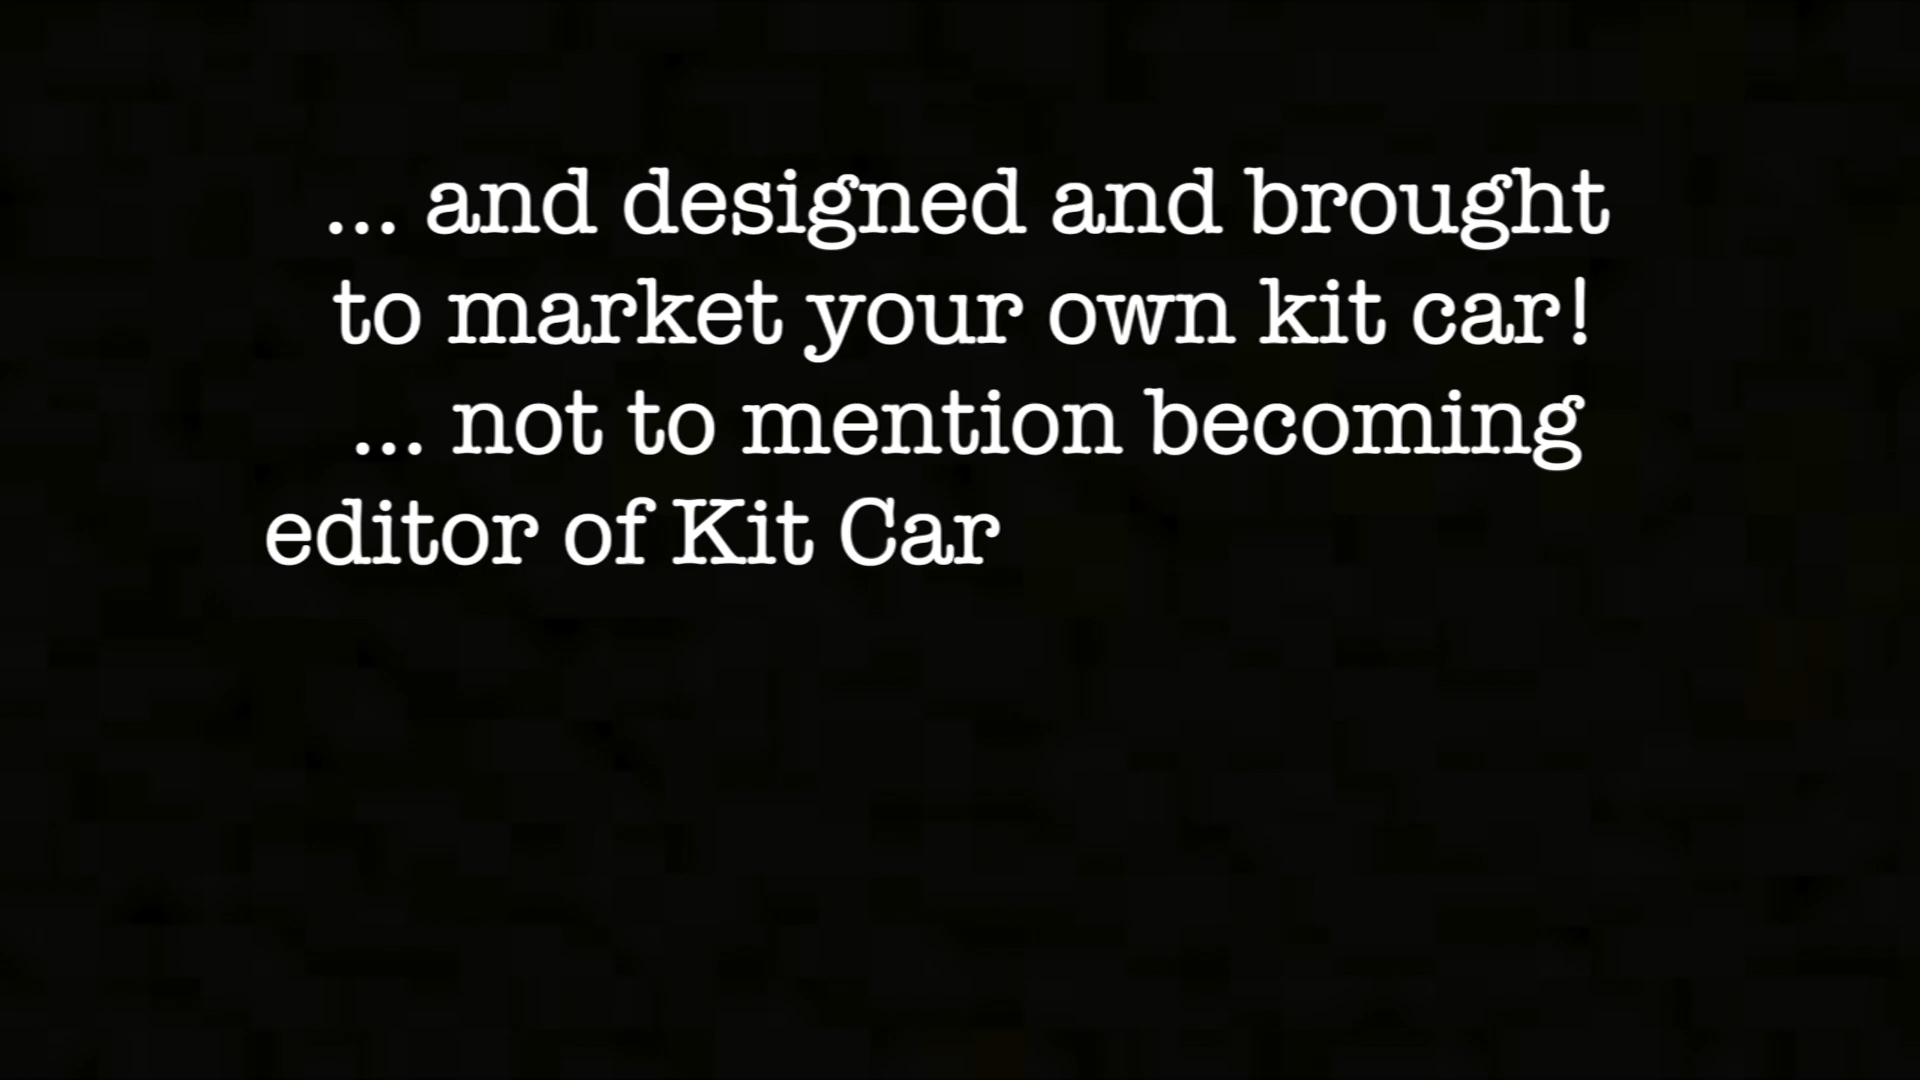 ... and designed and brought
to market your own kit car!
... not to mention becoming
editor of Kit Car